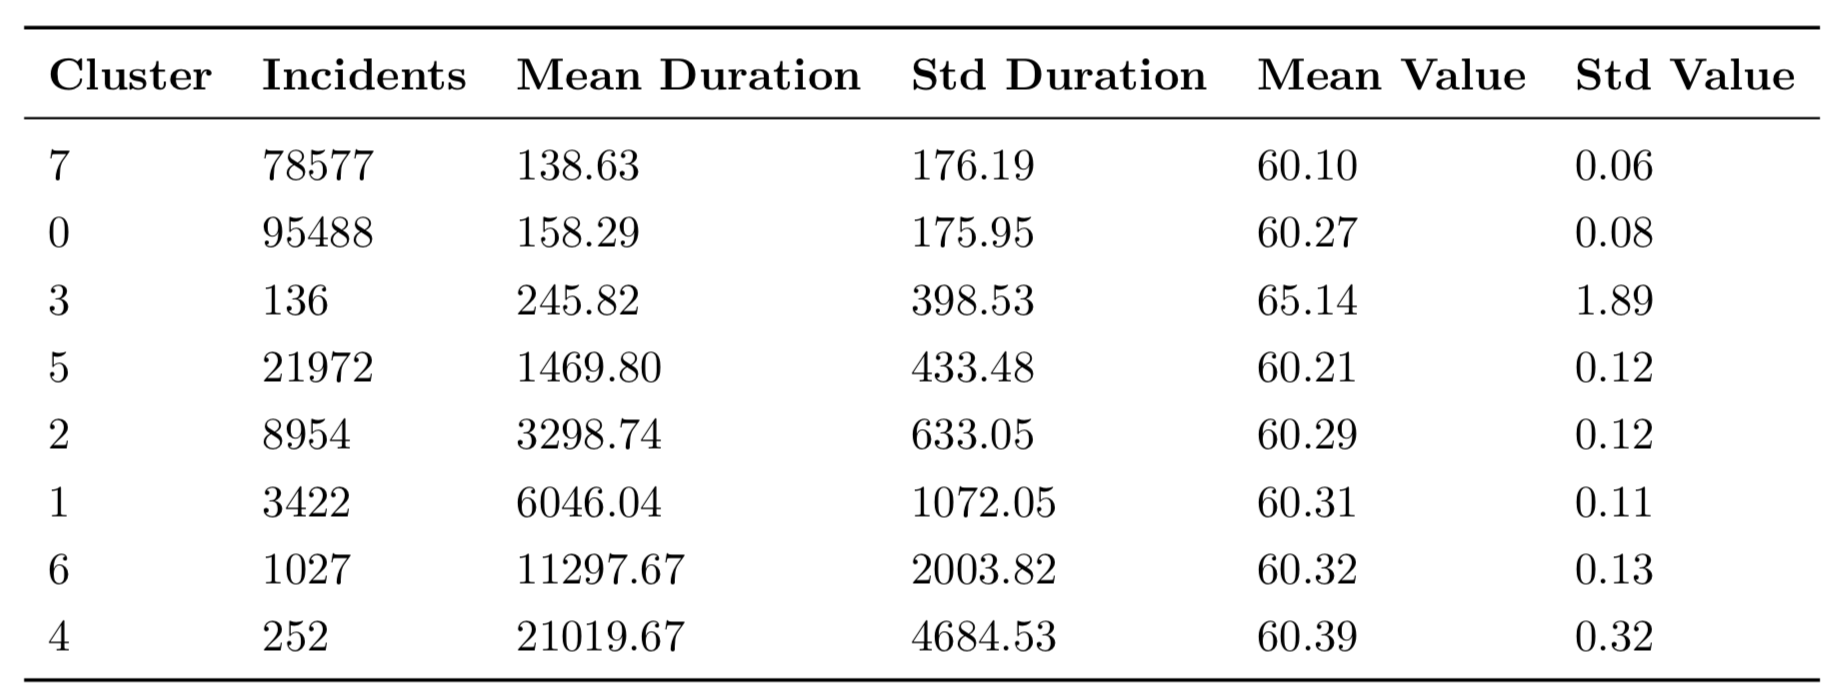 Cluster Incidents Mean Duration Std Duration Mean Value Std Value
7 78577 138.63 176.19 60.10 0.06
0 95488 158.29 175.95 60.27 0.08
3 136 245.82 398.53 65.14 1.89
5 21972 1469.80 433.48 60.21 0.12
2 8954 3298.74 633.05 60.29 0.12
1 3422 6046.04 1072.05 60.31 0.11
6 1027 11297.67 2003.82 60.32 0.13
4 252 21019.67 4684.53 60.39 0.32